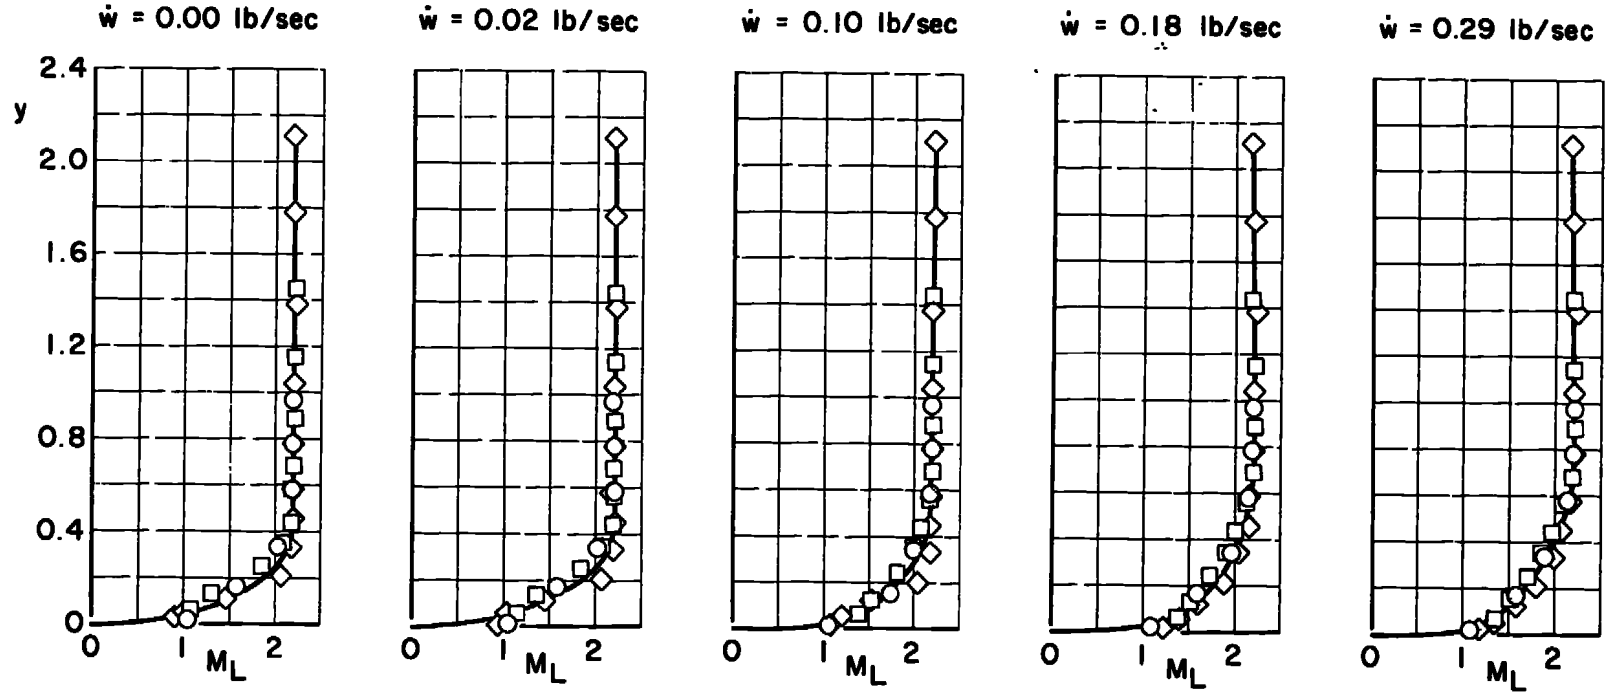 ẇ = 0.00 lb/sec
ẇ = 0.02 lb/sec
ẇ = 0.10 lb/sec
ẇ = 0.18 lb/sec
ẇ = 0.29 lb/sec
2.4
y
2.0
1.6
1.2
0.8
0.4
0
0 1 2
M_L
0 1 2
M_L
0 1 2
M_L
0 1 2
M_L
0 1 2
M_L